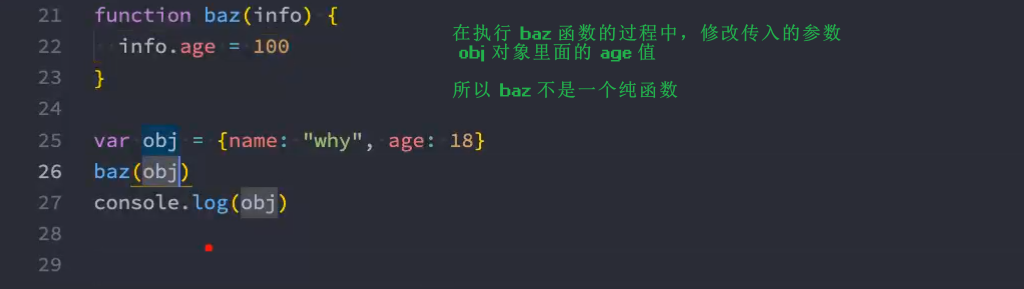 21 function baz(info) {
在执行 baz 函数的过程中，修改传入的参数
22 info.age = 100
obj 对象里面的 age 值
23 }
所以 baz 不是一个纯函数
24
25 var obj = {name: "why", age: 18}
26 baz(obj)
27 console.log(obj)
28
29